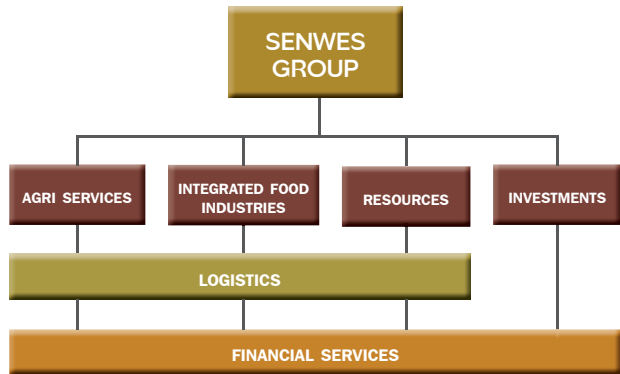 SENWES
GROUP
AGRI SERVICES
INTEGRATED FOOD
INDUSTRIES
RESOURCES
INVESTMENTS
LOGISTICS
FINANCIAL SERVICES